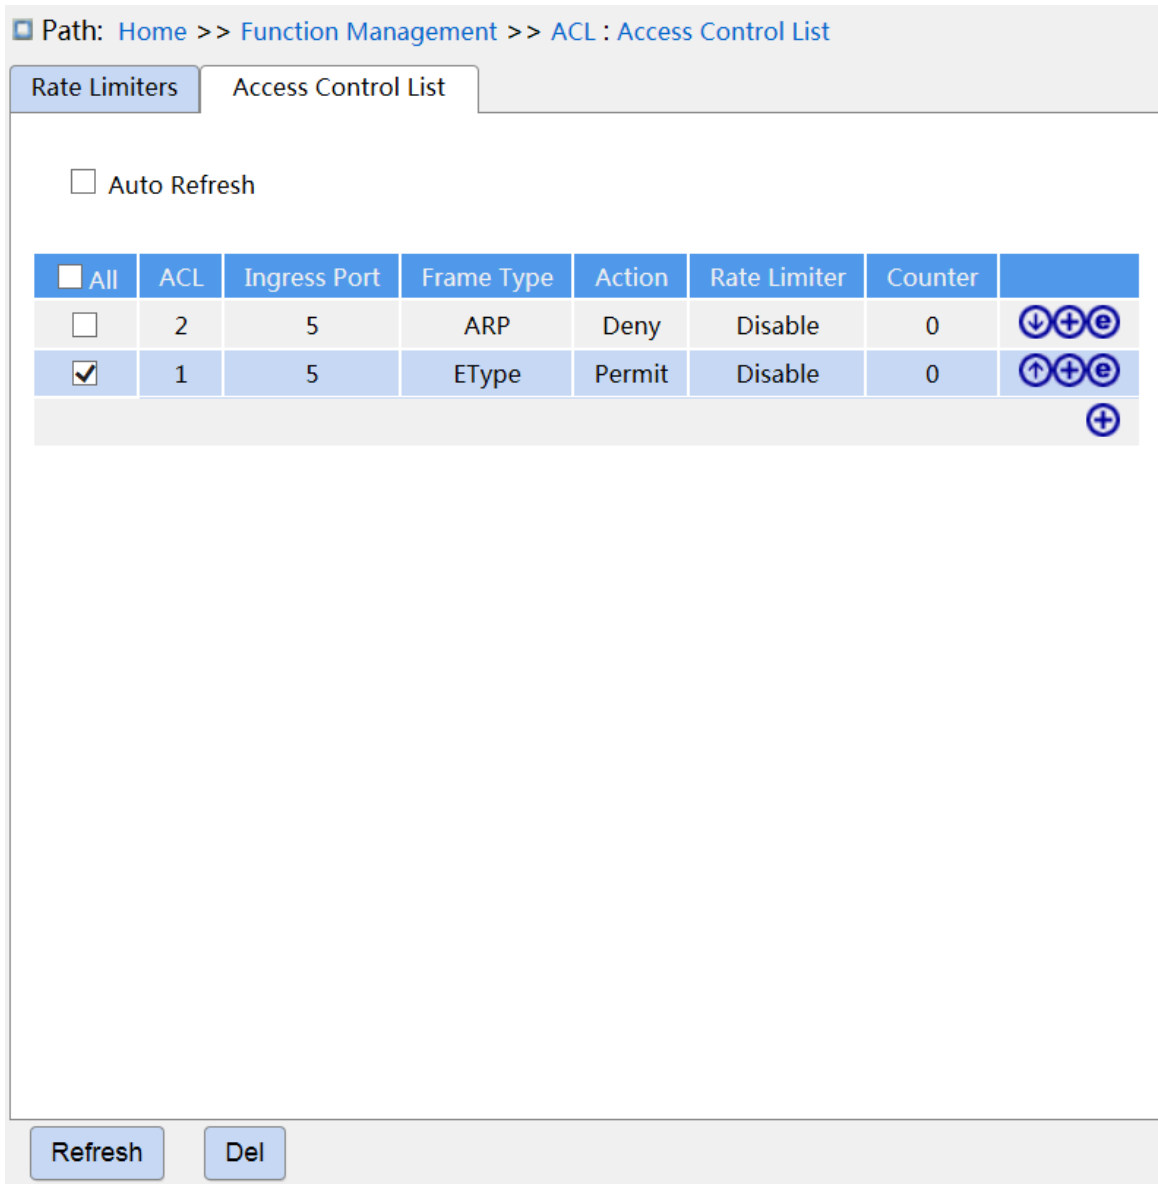 Path: Home >> Function Management >> ACL : Access Control List
Rate Limiters Access Control List
Auto Refresh
All ACL Ingress Port Frame Type Action Rate Limiter Counter
2 5 ARP Deny Disable 0 e
1 5 EType Permit Disable 0 e
Refresh Del